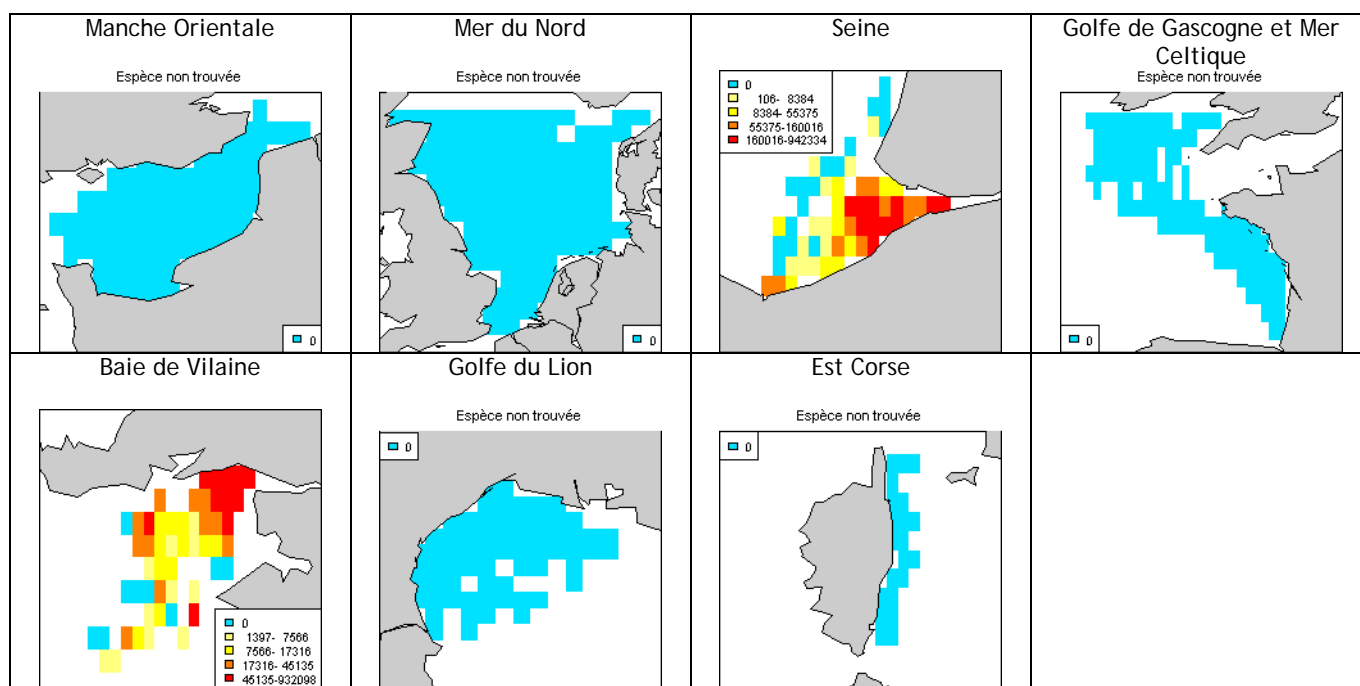 Manche Orientale
Espèce non trouvée
0
Mer du Nord
Espèce non trouvée
0
Seine
0
106- 8384
8384- 55375
55375-160016
160016-942334
Golfe de Gascogne et Mer
Celtique
Espèce non trouvée
0
Baie de Vilaine
0
1397- 7566
7566- 17316
17316- 45135
45135-932098
Golfe du Lion
Espèce non trouvée
0
Est Corse
Espèce non trouvée
0